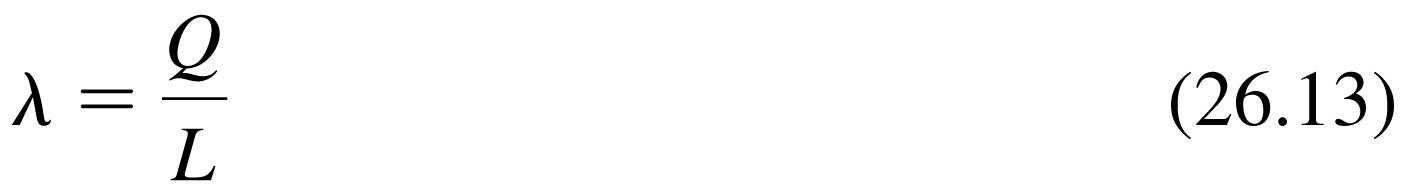 λ = Q/L (26.13)